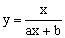 y = x / (ax + b)